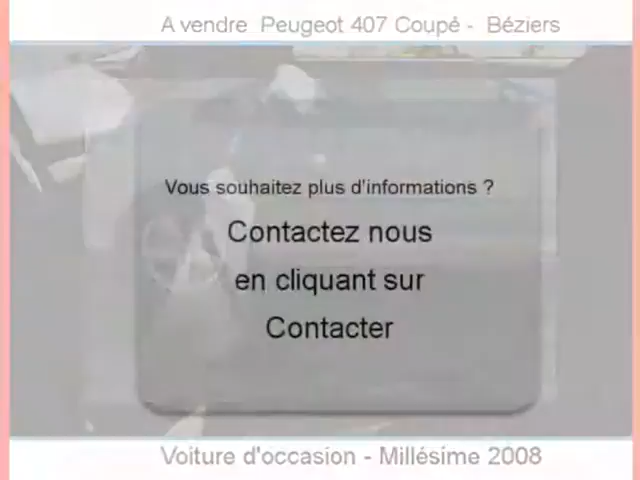 A vendre Peugeot 407 Coupé - Béziers
Vous souhaitez plus d'informations ?
Contactez nous
en cliquant sur
Contacter
Voiture d'occasion - Millésime 2008